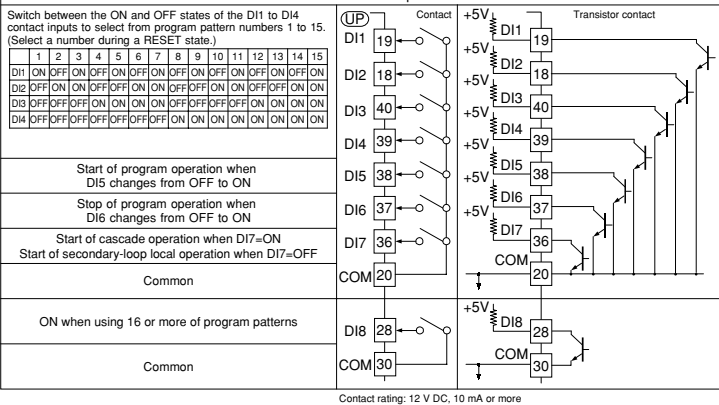 Switch between the ON and OFF states of the DI1 to DI4
contact inputs to select from program pattern numbers 1 to 15.
(Select a number during a RESET state.)
1 2 3 4 5 6 7 8 9 10 11 12 13 14 15
DI1 ON OFF ON OFF ON OFF ON OFF ON OFF ON OFF ON OFF ON
DI2 OFF ON ON OFF OFF ON ON OFF OFF ON ON OFF OFF ON ON
DI3 OFF OFF OFF ON ON ON ON OFF OFF OFF OFF ON ON ON ON
DI4 OFF OFF OFF OFF OFF OFF OFF ON ON ON ON ON ON ON ON
Start of program operation when
DI5 changes from OFF to ON
Stop of program operation when
DI6 changes from OFF to ON
Start of cascade operation when DI7=ON
Start of secondary-loop local operation when DI7=OFF
Common
ON when using 16 or more of program patterns
Common
UP Contact
DI1 19
DI2 18
DI3 40
DI4 39
DI5 38
DI6 37
DI7 36
COM 20
DI8 28
COM 30
Transistor contact
+5V DI1 19
+5V DI2 18
+5V DI3 40
+5V DI4 39
+5V DI5 38
+5V DI6 37
+5V DI7 36
COM 20
+5V DI8 28
COM 30
Contact rating: 12 V DC, 10 mA or more